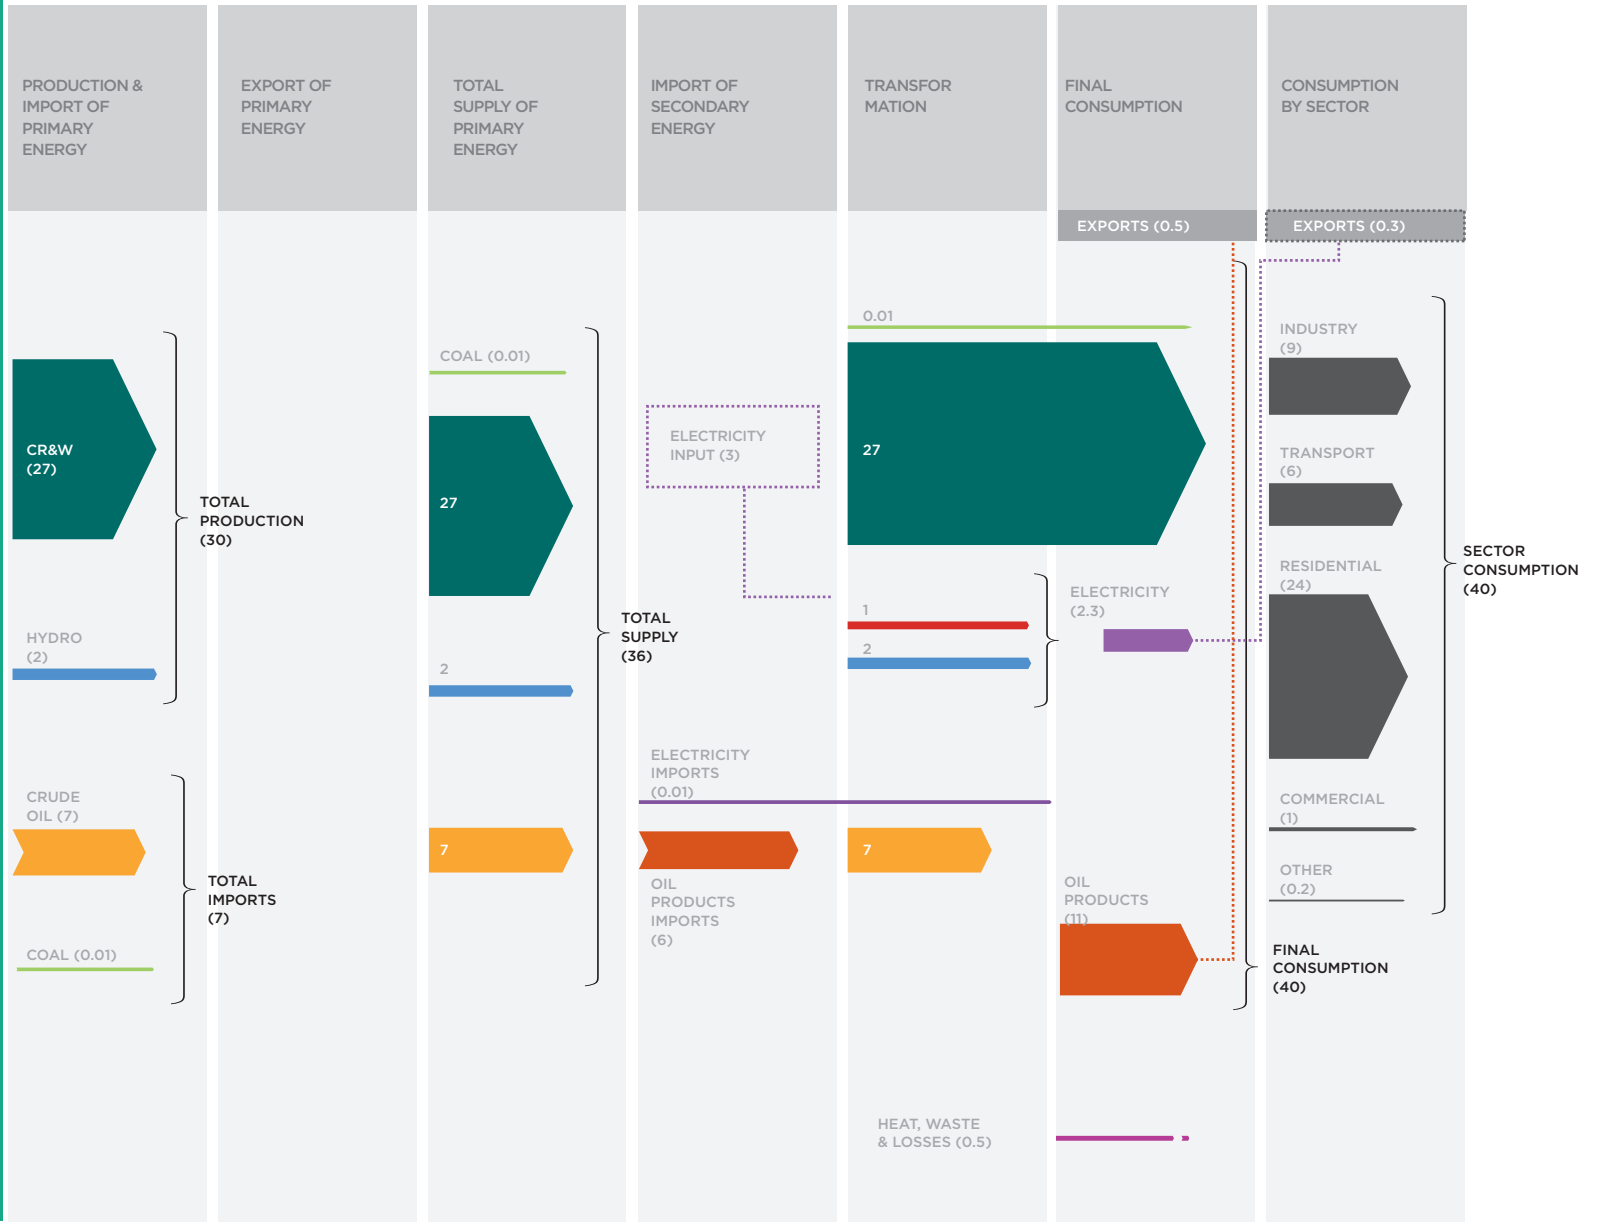 PRODUCTION &
IMPORT OF
PRIMARY
ENERGY
EXPORT OF
PRIMARY
ENERGY
TOTAL
SUPPLY OF
PRIMARY
ENERGY
IMPORT OF
SECONDARY
ENERGY
TRANSFOR
MATION
FINAL
CONSUMPTION
CONSUMPTION
BY SECTOR
EXPORTS (0.5)
EXPORTS (0.3)
CR&W
(27)
HYDRO
(2)
TOTAL
PRODUCTION
(30)
CRUDE
OIL (7)
COAL (0.01)
TOTAL
IMPORTS
(7)
COAL (0.01)
27
2
7
TOTAL
SUPPLY
(36)
ELECTRICITY
INPUT (3)
ELECTRICITY
IMPORTS
(0.01)
OIL
PRODUCTS
IMPORTS
(6)
0.01
27
1
2
7
HEAT, WASTE
& LOSSES (0.5)
ELECTRICITY
(2.3)
OIL
PRODUCTS
(11)
FINAL
CONSUMPTION
(40)
INDUSTRY
(9)
TRANSPORT
(6)
RESIDENTIAL
(24)
COMMERCIAL
(1)
OTHER
(0.2)
SECTOR
CONSUMPTION
(40)